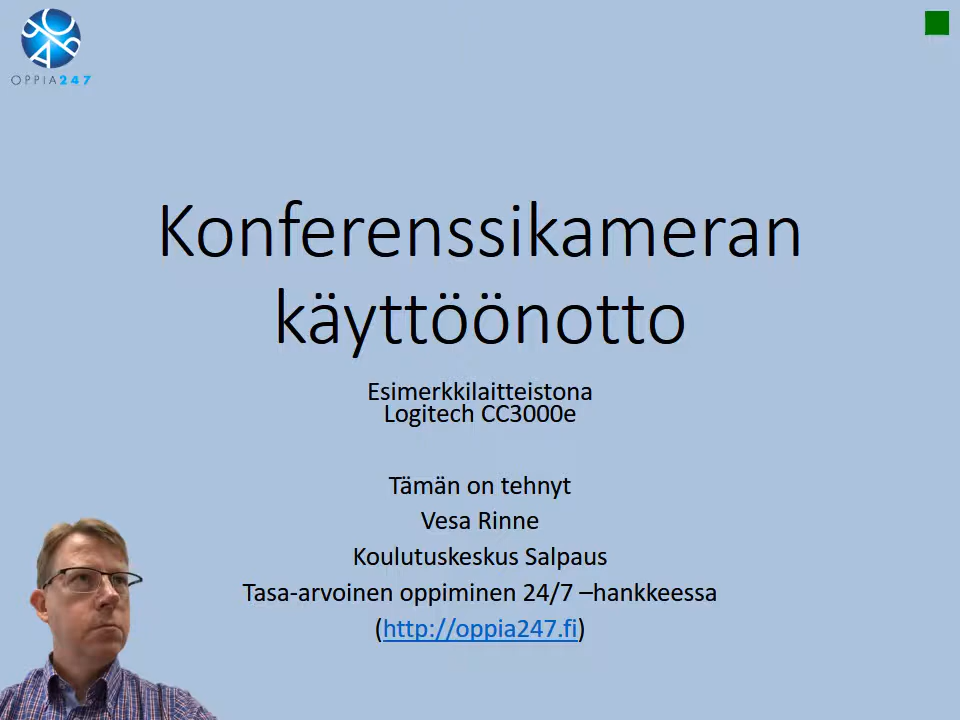 OPPIA247
Konferenssikameran
käyttöönotto
Esimerkkilaitteistona
Logitech CC3000e
Tämän on tehnyt
Vesa Rinne
Koulutuskeskus Salpaus
Tasa-arvoinen oppiminen 24/7 –hankkeessa
(http://oppia247.fi)